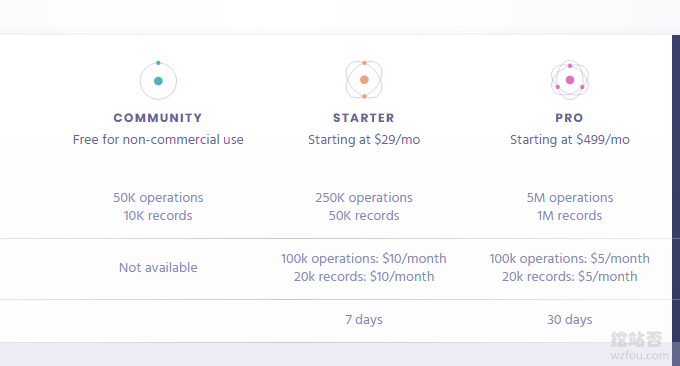 COMMUNITY
STARTER
PRO
Free for non-commercial use
Starting at $29/mo
Starting at $499/mo
50K operations
10K records
250K operations
50K records
5M operations
1M records
Not available
100k operations: $10/month
20k records: $10/month
100k operations: $5/month
20k records: $5/month
7 days
30 days
挖站否
wzfou.com